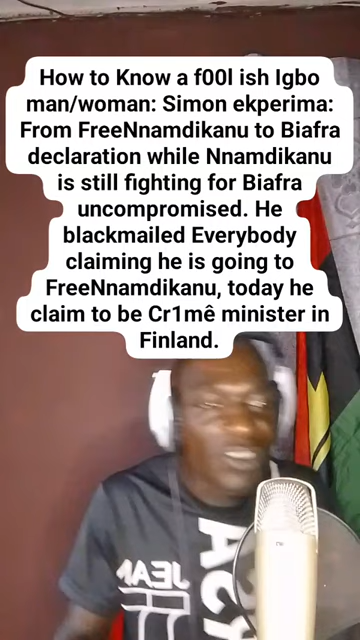 How to Know a f00l ish Igbo
man/woman: Simon ekperima:
From FreeNnamdikanu to Biafra
declaration while Nnamdikanu
is still fighting for Biafra
uncompromised. He
blackmailed Everybody
claiming he is going to
FreeNnamdikanu, today he
claim to be Cr1mê minister in
Finland.
JEAN